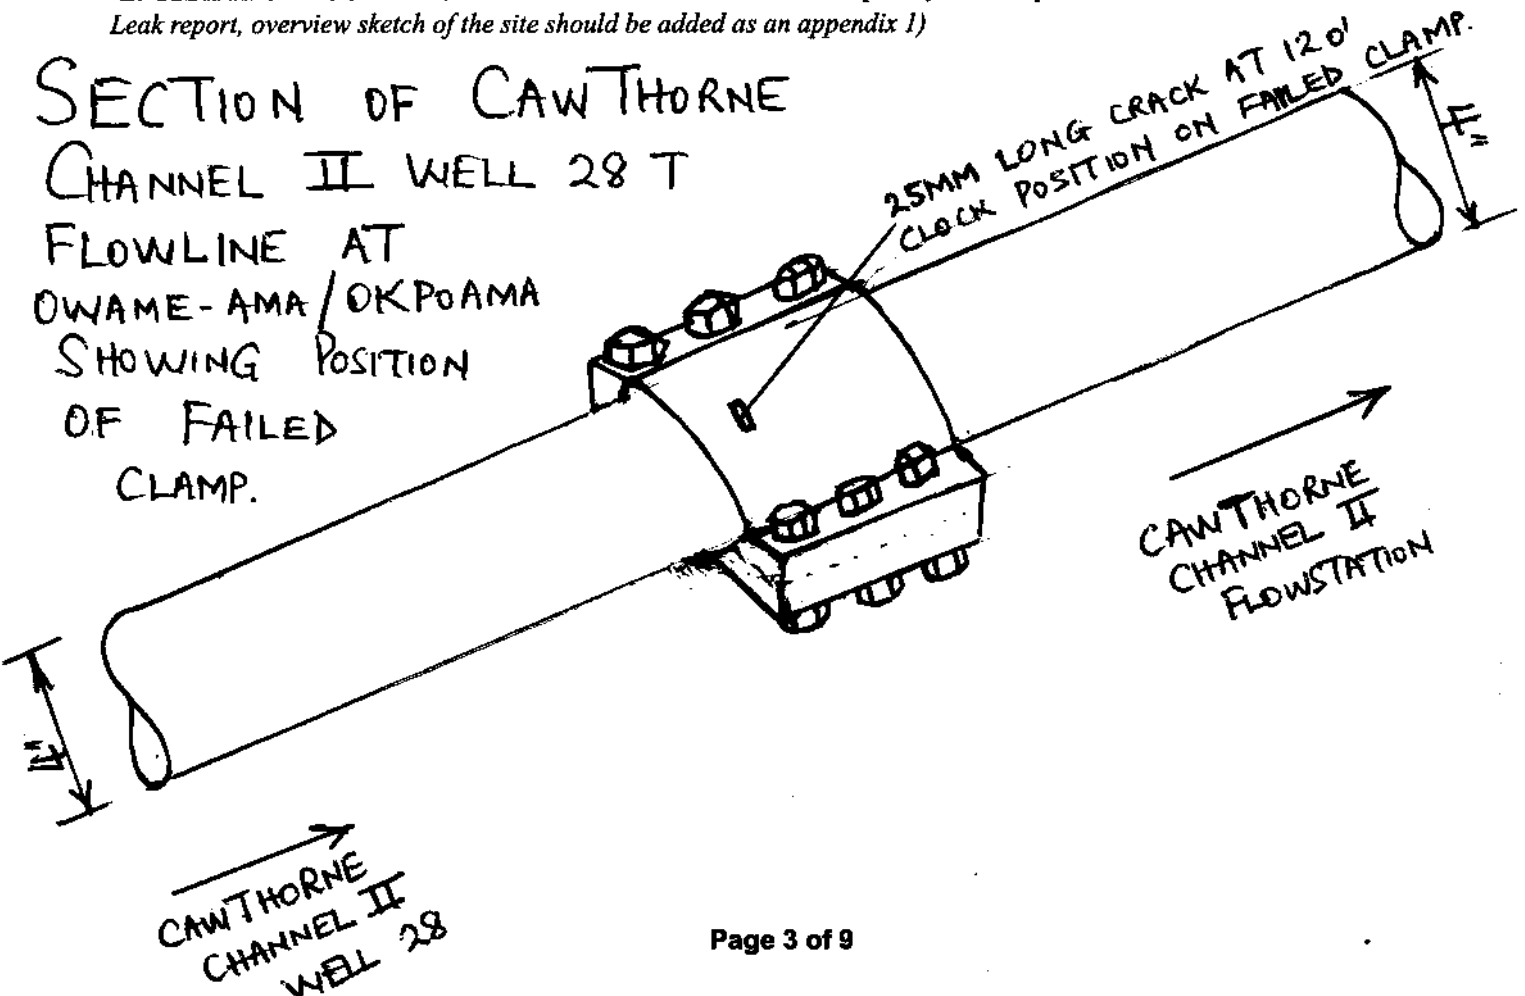 Leak report, overview sketch of the site should be added as an appendix 1)
SECTION OF CAWTHORNE
CHANNEL II WELL 28 T
FLOWLINE AT
OWAME-AMA/OKPOAMA
SHOWING POSITION
OF FAILED
CLAMP.
25MM LONG CRACK AT 12 O'
CLOCK POSITION ON FAILED CLAMP.
4"
CAWTHORNE
CHANNEL II
FLOWSTATION
4"
CAWTHORNE
CHANNEL II
WELL 28
Page 3 of 9